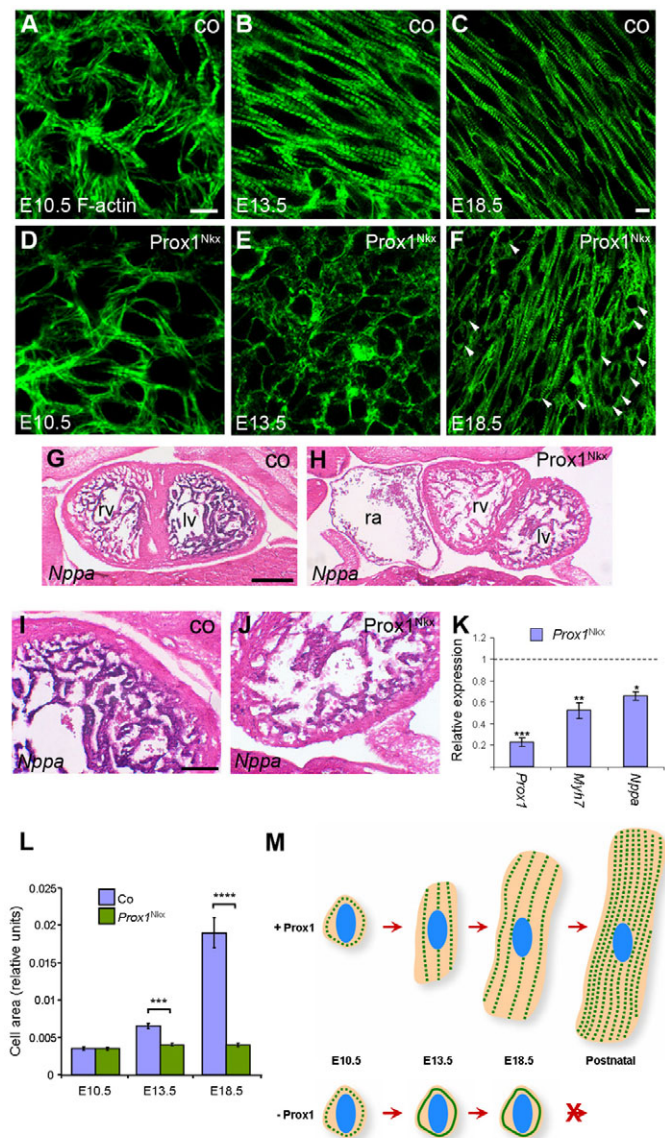 A
co
E10.5 F-actin
B
co
E13.5
C
co
E18.5
D
Prox1Nkx
E10.5
E
Prox1Nkx
E13.5
F
Prox1Nkx
E18.5
G
co
rv
lv
Nppa
H
Prox1Nkx
ra
rv
lv
Nppa
I
co
Nppa
J
Prox1Nkx
Nppa
K
Prox1Nkx
Relative expression
1.2
1
0.8
0.6
0.4
0.2
***
**
*
Prox1
Myh7
Nppa
L
Cell area (relative units)
0.025
0.02
0.015
0.01
0.005
0
Co
Prox1Nkx
***
****
E10.5
E13.5
E18.5
M
+ Prox1
E10.5
E13.5
E18.5
Postnatal
- Prox1
X